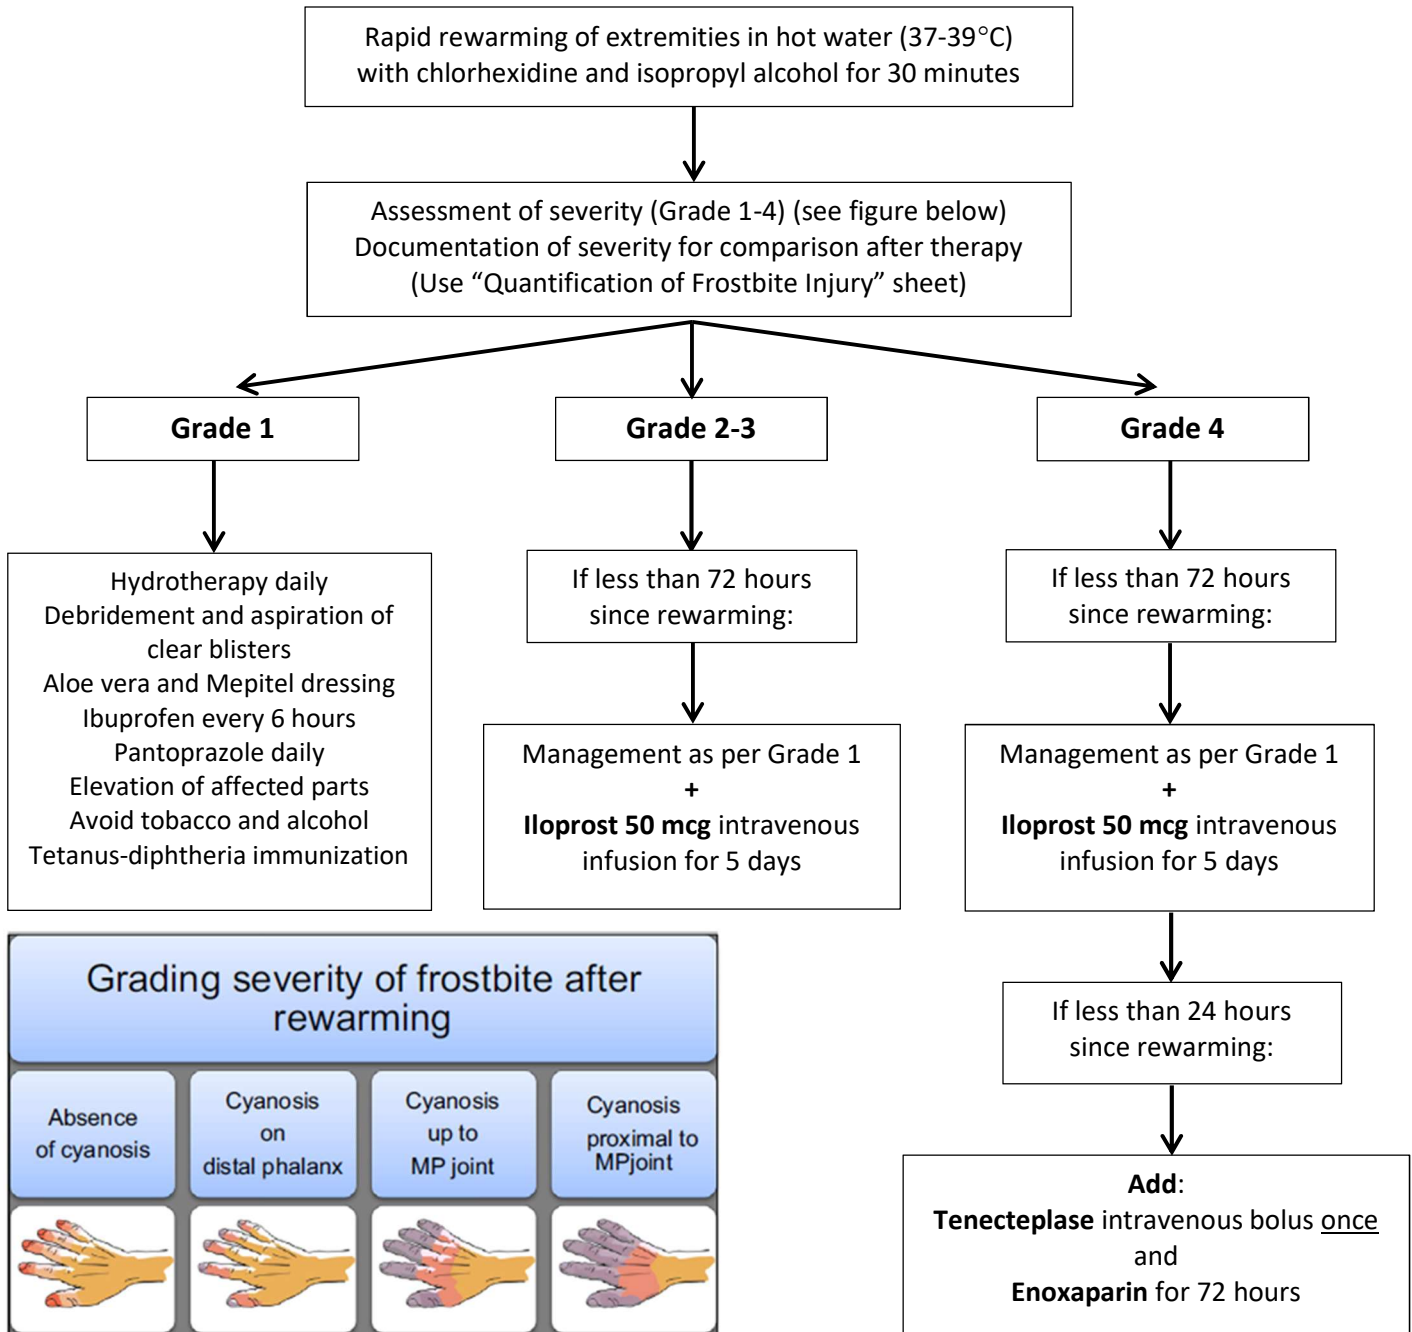 Rapid rewarming of extremities in hot water (37-39°C)
with chlorhexidine and isopropyl alcohol for 30 minutes
Assessment of severity (Grade 1-4) (see figure below)
Documentation of severity for comparison after therapy
(Use “Quantification of Frostbite Injury” sheet)
Grade 1
Grade 2-3
Grade 4
Hydrotherapy daily
Debridement and aspiration of
clear blisters
Aloe vera and Mepitel dressing
Ibuprofen every 6 hours
Pantoprazole daily
Elevation of affected parts
Avoid tobacco and alcohol
Tetanus-diphtheria immunization
If less than 72 hours
since rewarming:
Management as per Grade 1
+
Iloprost 50 mcg intravenous
infusion for 5 days
If less than 72 hours
since rewarming:
Management as per Grade 1
+
Iloprost 50 mcg intravenous
infusion for 5 days
If less than 24 hours
since rewarming:
Add:
Tenecteplase intravenous bolus once
and
Enoxaparin for 72 hours
Grading severity of frostbite after
rewarming
Absence
of cyanosis
Cyanosis
on
distal phalanx
Cyanosis
up to
MP joint
Cyanosis
proximal to
MPjoint